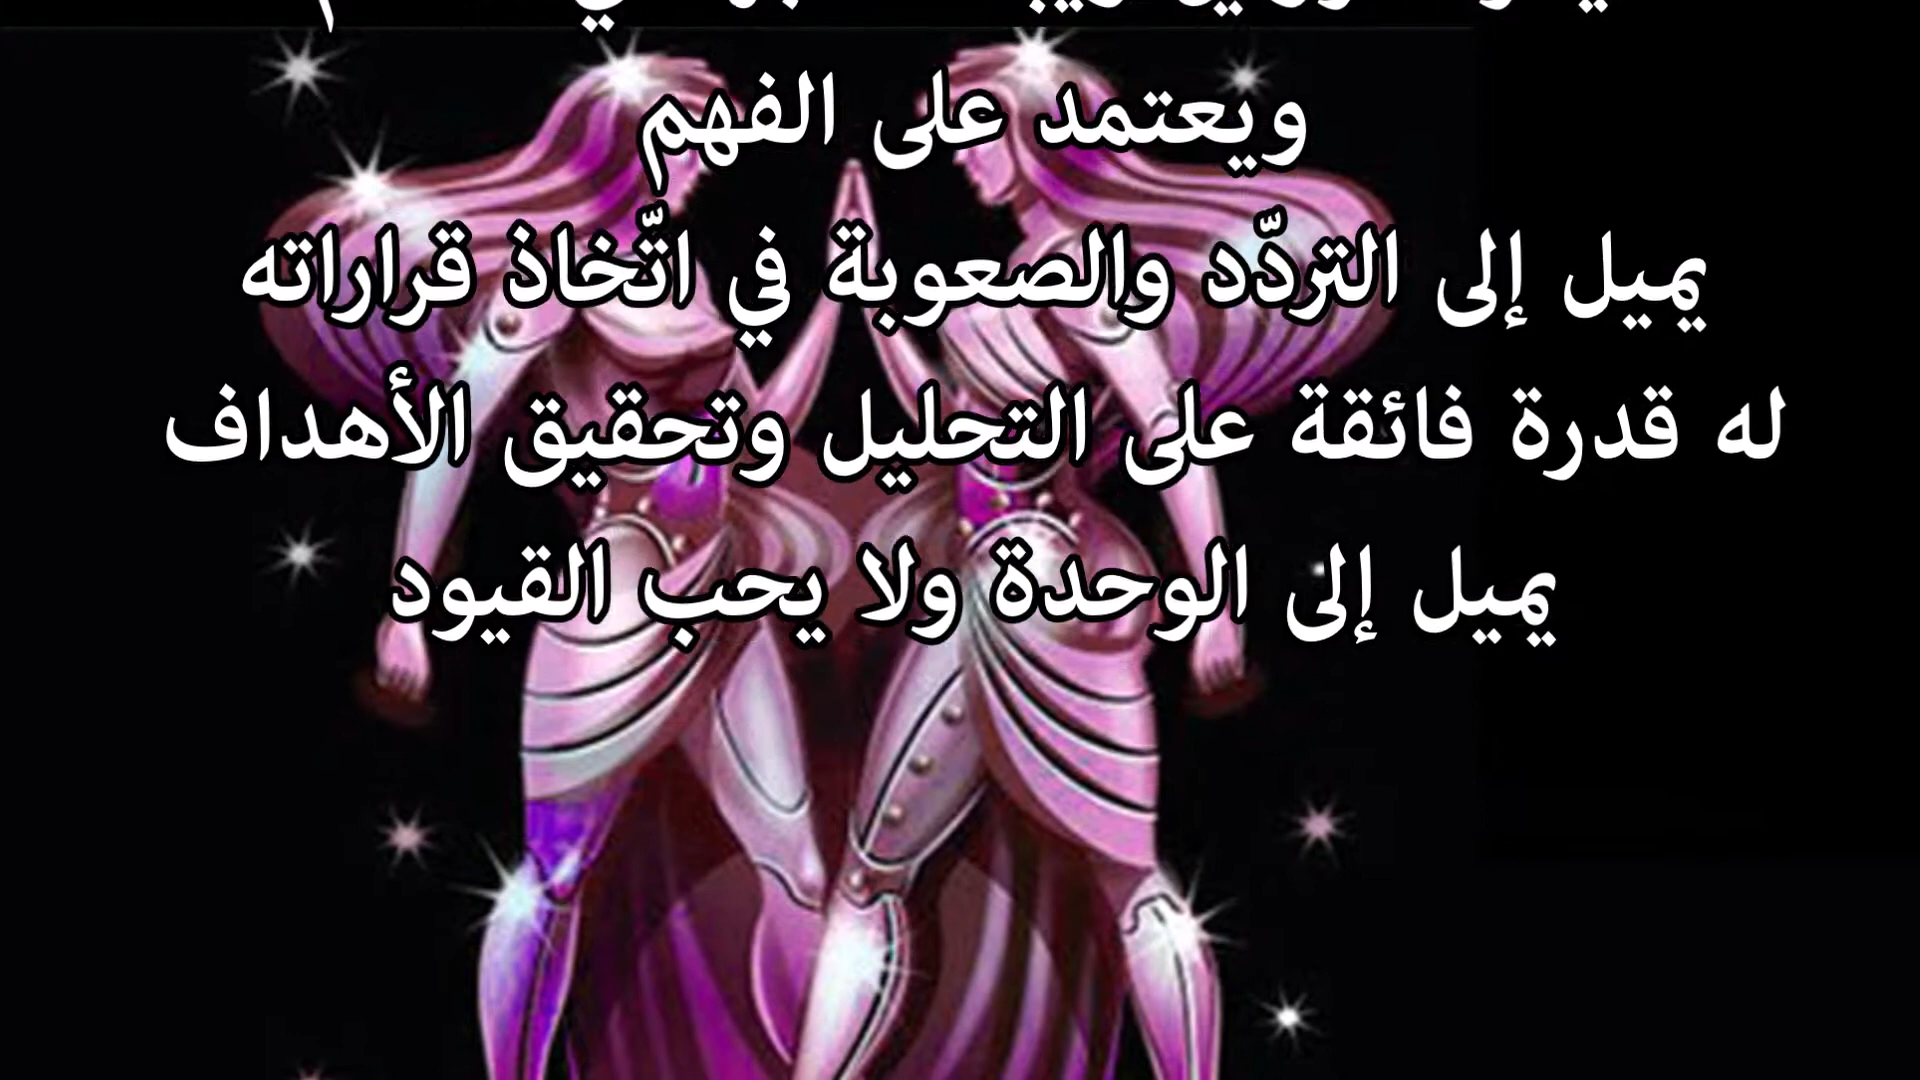 ويعتمد على الفهم
يميل إلى التردّد والصعوبة في اتّخاذ قراراته
له قدرة فائقة على التحليل وتحقيق الأهداف
يميل إلى الوحدة ولا يحب القيود